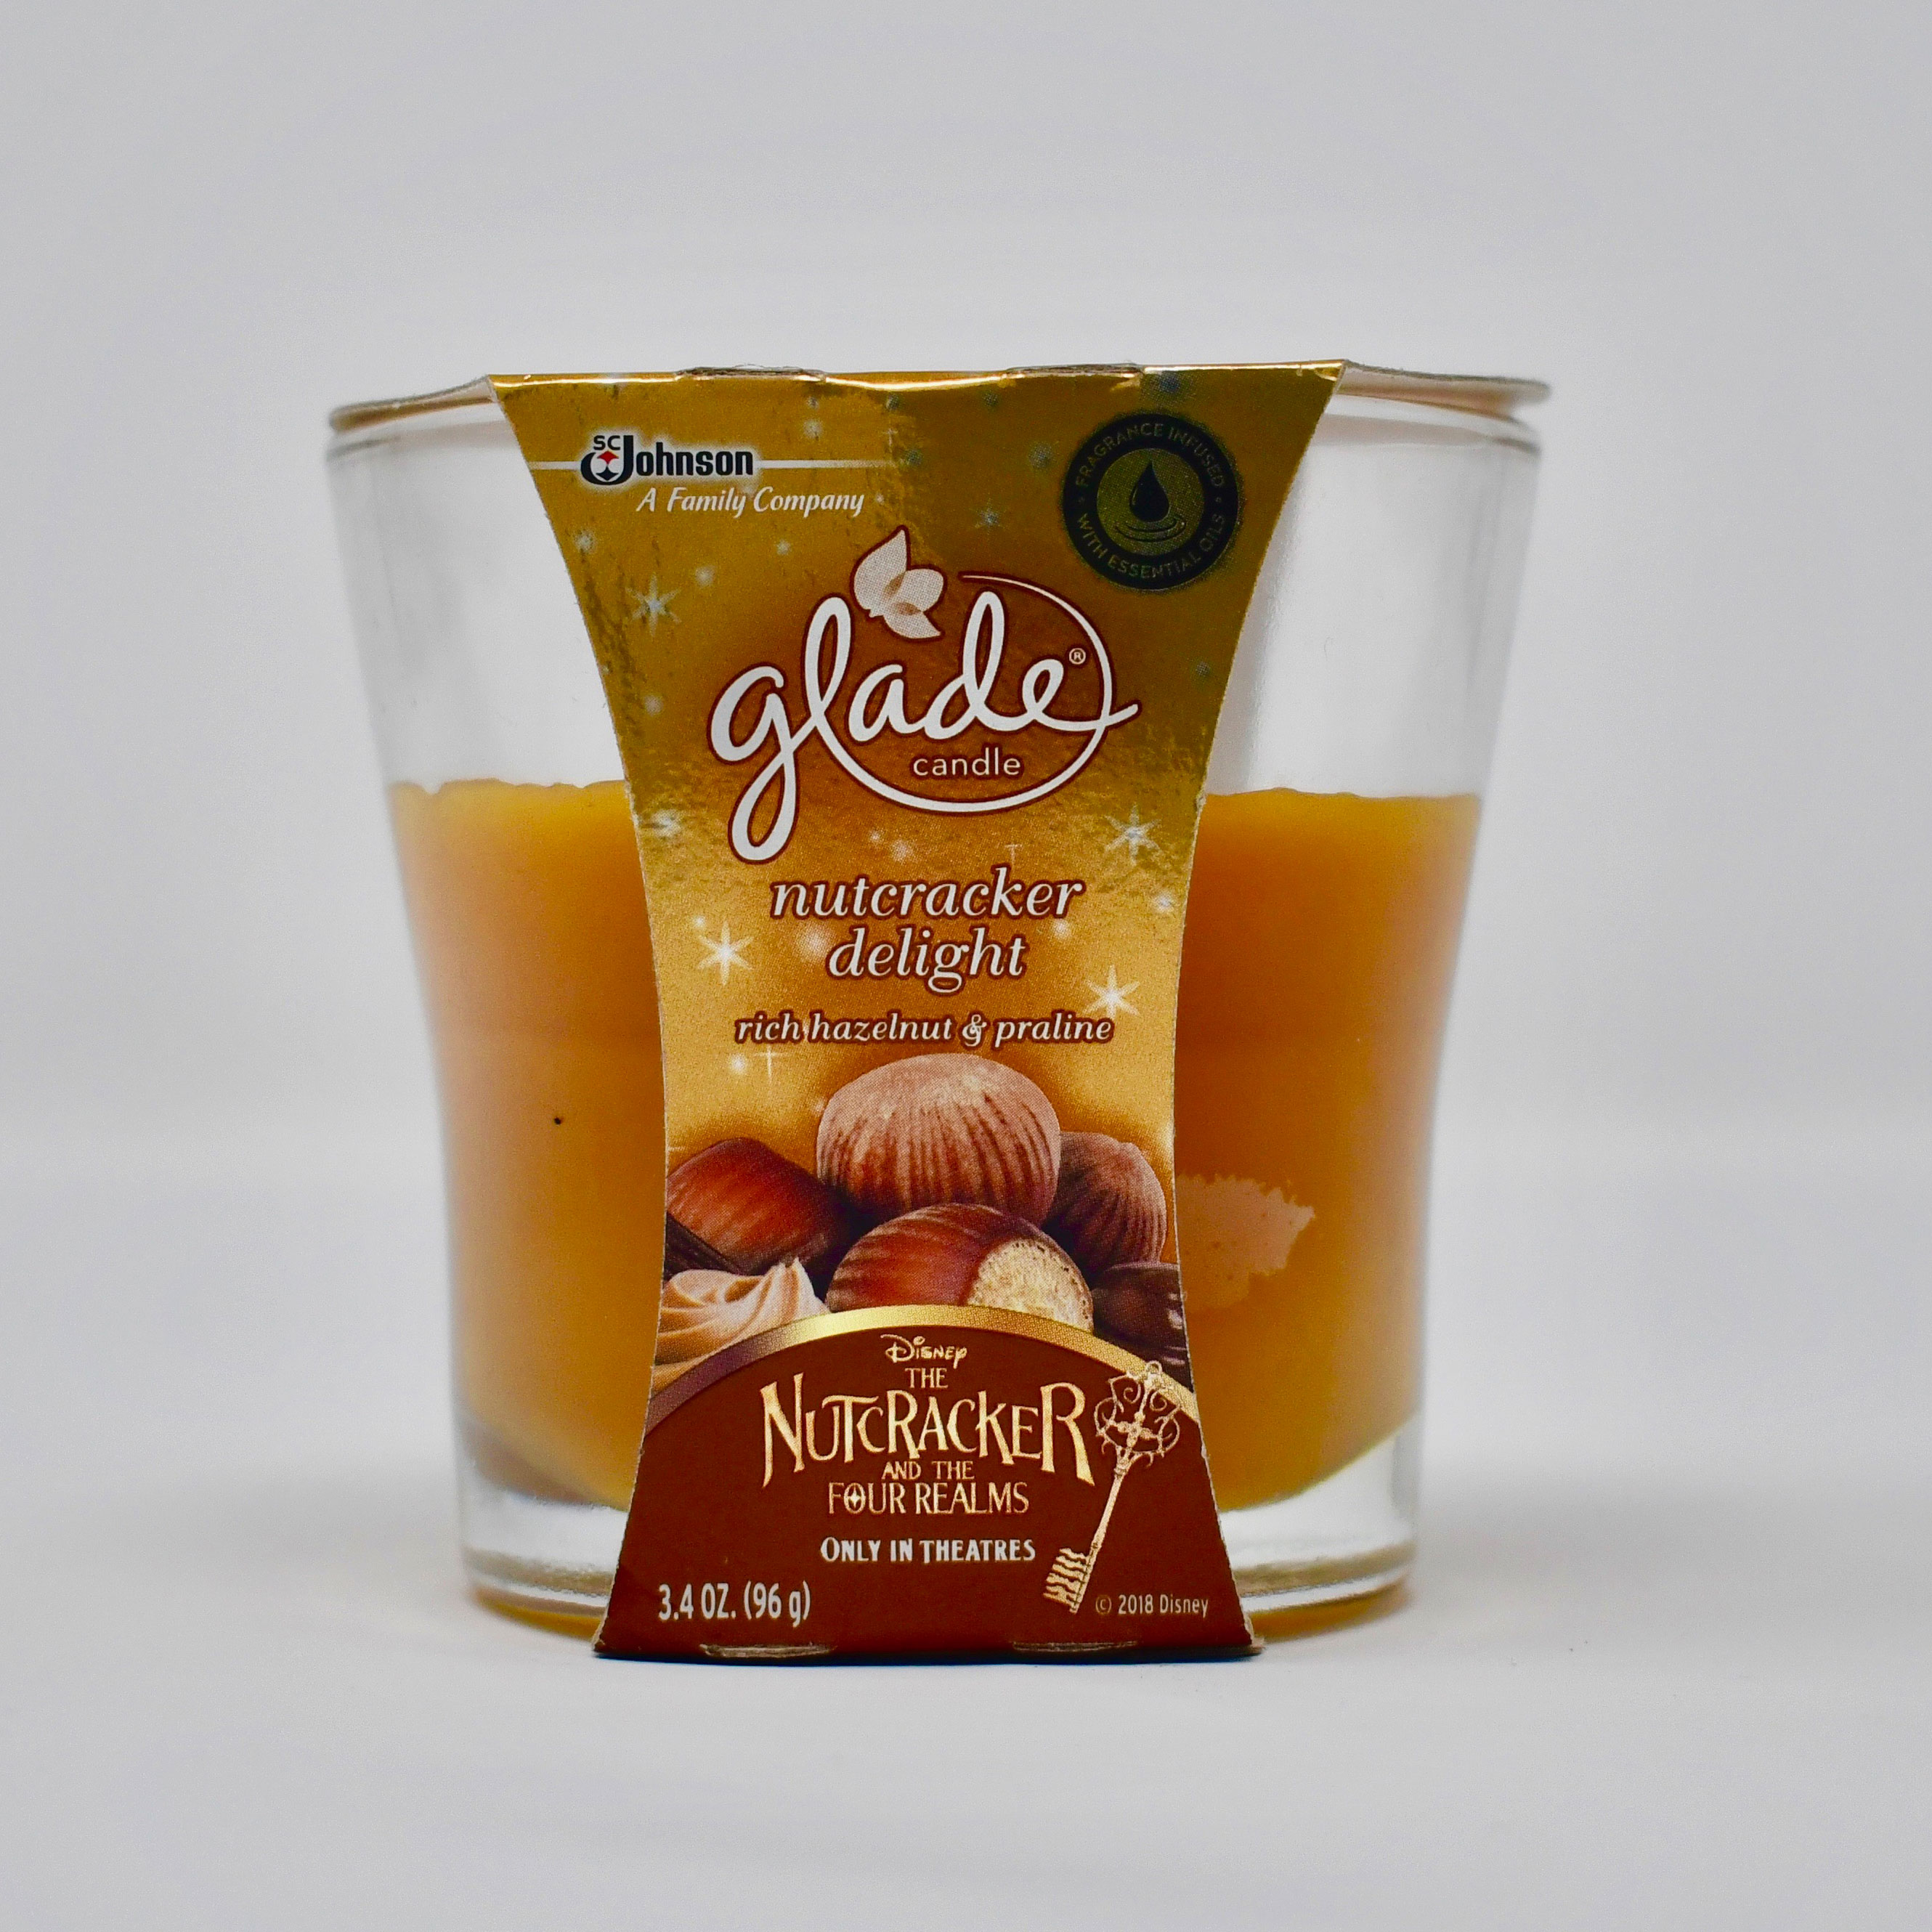 SC Johnson
A Family Company
FRAGRANCE INFUSED
WITH ESSENTIAL OILS
glade®
candle
nutcracker
delight
rich hazelnut & praline
Disney
THE
NUTCRACKER
AND THE
FOUR REALMS
ONLY IN THEATRES
3.4 OZ. (96 g)
© 2018 Disney